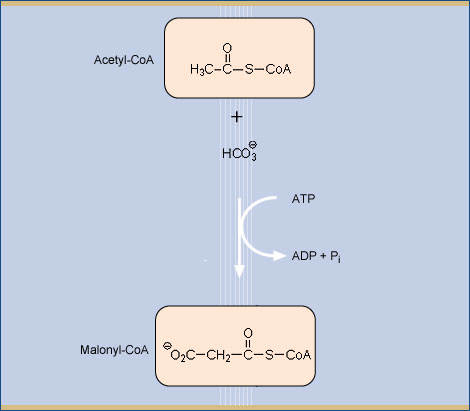 Acetyl-CoA
O
H₃C—C—S—CoA
+
HCO₃⊖
ATP
ADP + Pᵢ
Malonyl-CoA
O
⊖O₂C—CH₂—C—S—CoA